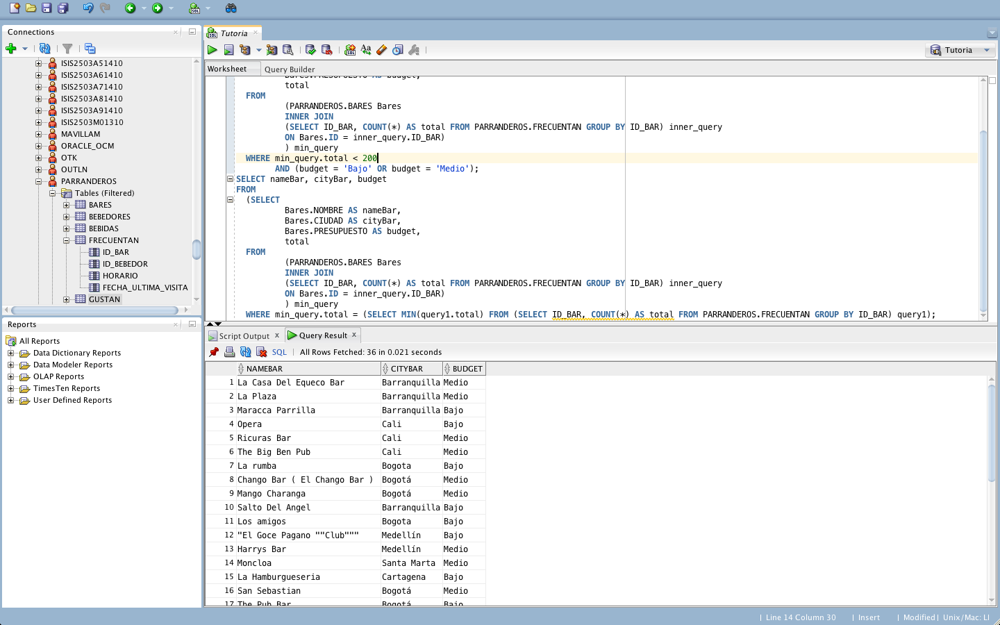 Connections
ISIS2503A51410
ISIS2503A61410
ISIS2503A71410
ISIS2503A81410
ISIS2503A91410
ISIS2503M01310
MAVILLAM
ORACLE_OCM
OTK
OUTLN
PARRANDEROS
Tables (Filtered)
BARES
BEBEDORES
BEBIDAS
FRECUENTAN
ID_BAR
ID_BEBEDOR
HORARIO
FECHA_ULTIMA_VISITA
GUSTAN
Reports
All Reports
Data Dictionary Reports
Data Modeler Reports
OLAP Reports
TimesTen Reports
User Defined Reports
Tutoria
Tutoria
Worksheet Query Builder
Bares.PRESUPUESTO AS budget,
total
FROM
(PARRANDEROS.BARES Bares
INNER JOIN
(SELECT ID_BAR, COUNT(*) AS total FROM PARRANDEROS.FRECUENTAN GROUP BY ID_BAR) inner_query
ON Bares.ID = inner_query.ID_BAR)
) min_query
WHERE min_query.total < 200
AND (budget = 'Bajo' OR budget = 'Medio');
SELECT nameBar, cityBar, budget
FROM
(SELECT
Bares.NOMBRE AS nameBar,
Bares.CIUDAD AS cityBar,
Bares.PRESUPUESTO AS budget,
total
FROM
(PARRANDEROS.BARES Bares
INNER JOIN
(SELECT ID_BAR, COUNT(*) AS total FROM PARRANDEROS.FRECUENTAN GROUP BY ID_BAR) inner_query
ON Bares.ID = inner_query.ID_BAR)
) min_query
WHERE min_query.total = (SELECT MIN(query1.total) FROM (SELECT ID_BAR, COUNT(*) AS total FROM PARRANDEROS.FRECUENTAN GROUP BY ID_BAR) query1);
Script Output x Query Result x
SQL | All Rows Fetched: 36 in 0.021 seconds
NAMEBAR CITYBAR BUDGET
1 La Casa Del Equeco Bar Barranquilla Medio
2 La Plaza Barranquilla Medio
3 Maracca Parrilla Barranquilla Bajo
4 Opera Cali Bajo
5 Ricuras Bar Cali Medio
6 The Big Ben Pub Cali Medio
7 La rumba Bogota Bajo
8 Chango Bar ( El Chango Bar ) Bogotá Medio
9 Mango Charanga Bogotá Medio
10 Salto Del Angel Barranquilla Bajo
11 Los amigos Bogota Bajo
12 "El Goce Pagano ""Club""" Medellín Bajo
13 Harrys Bar Medellín Medio
14 Moncloa Santa Marta Medio
15 La Hamburgueseria Cartagena Bajo
16 San Sebastian Bogotá Medio
17 The Pub Bar Bogotá Bajo
| Line 14 Column 30 | Insert | Modified| Unix/Mac: LI